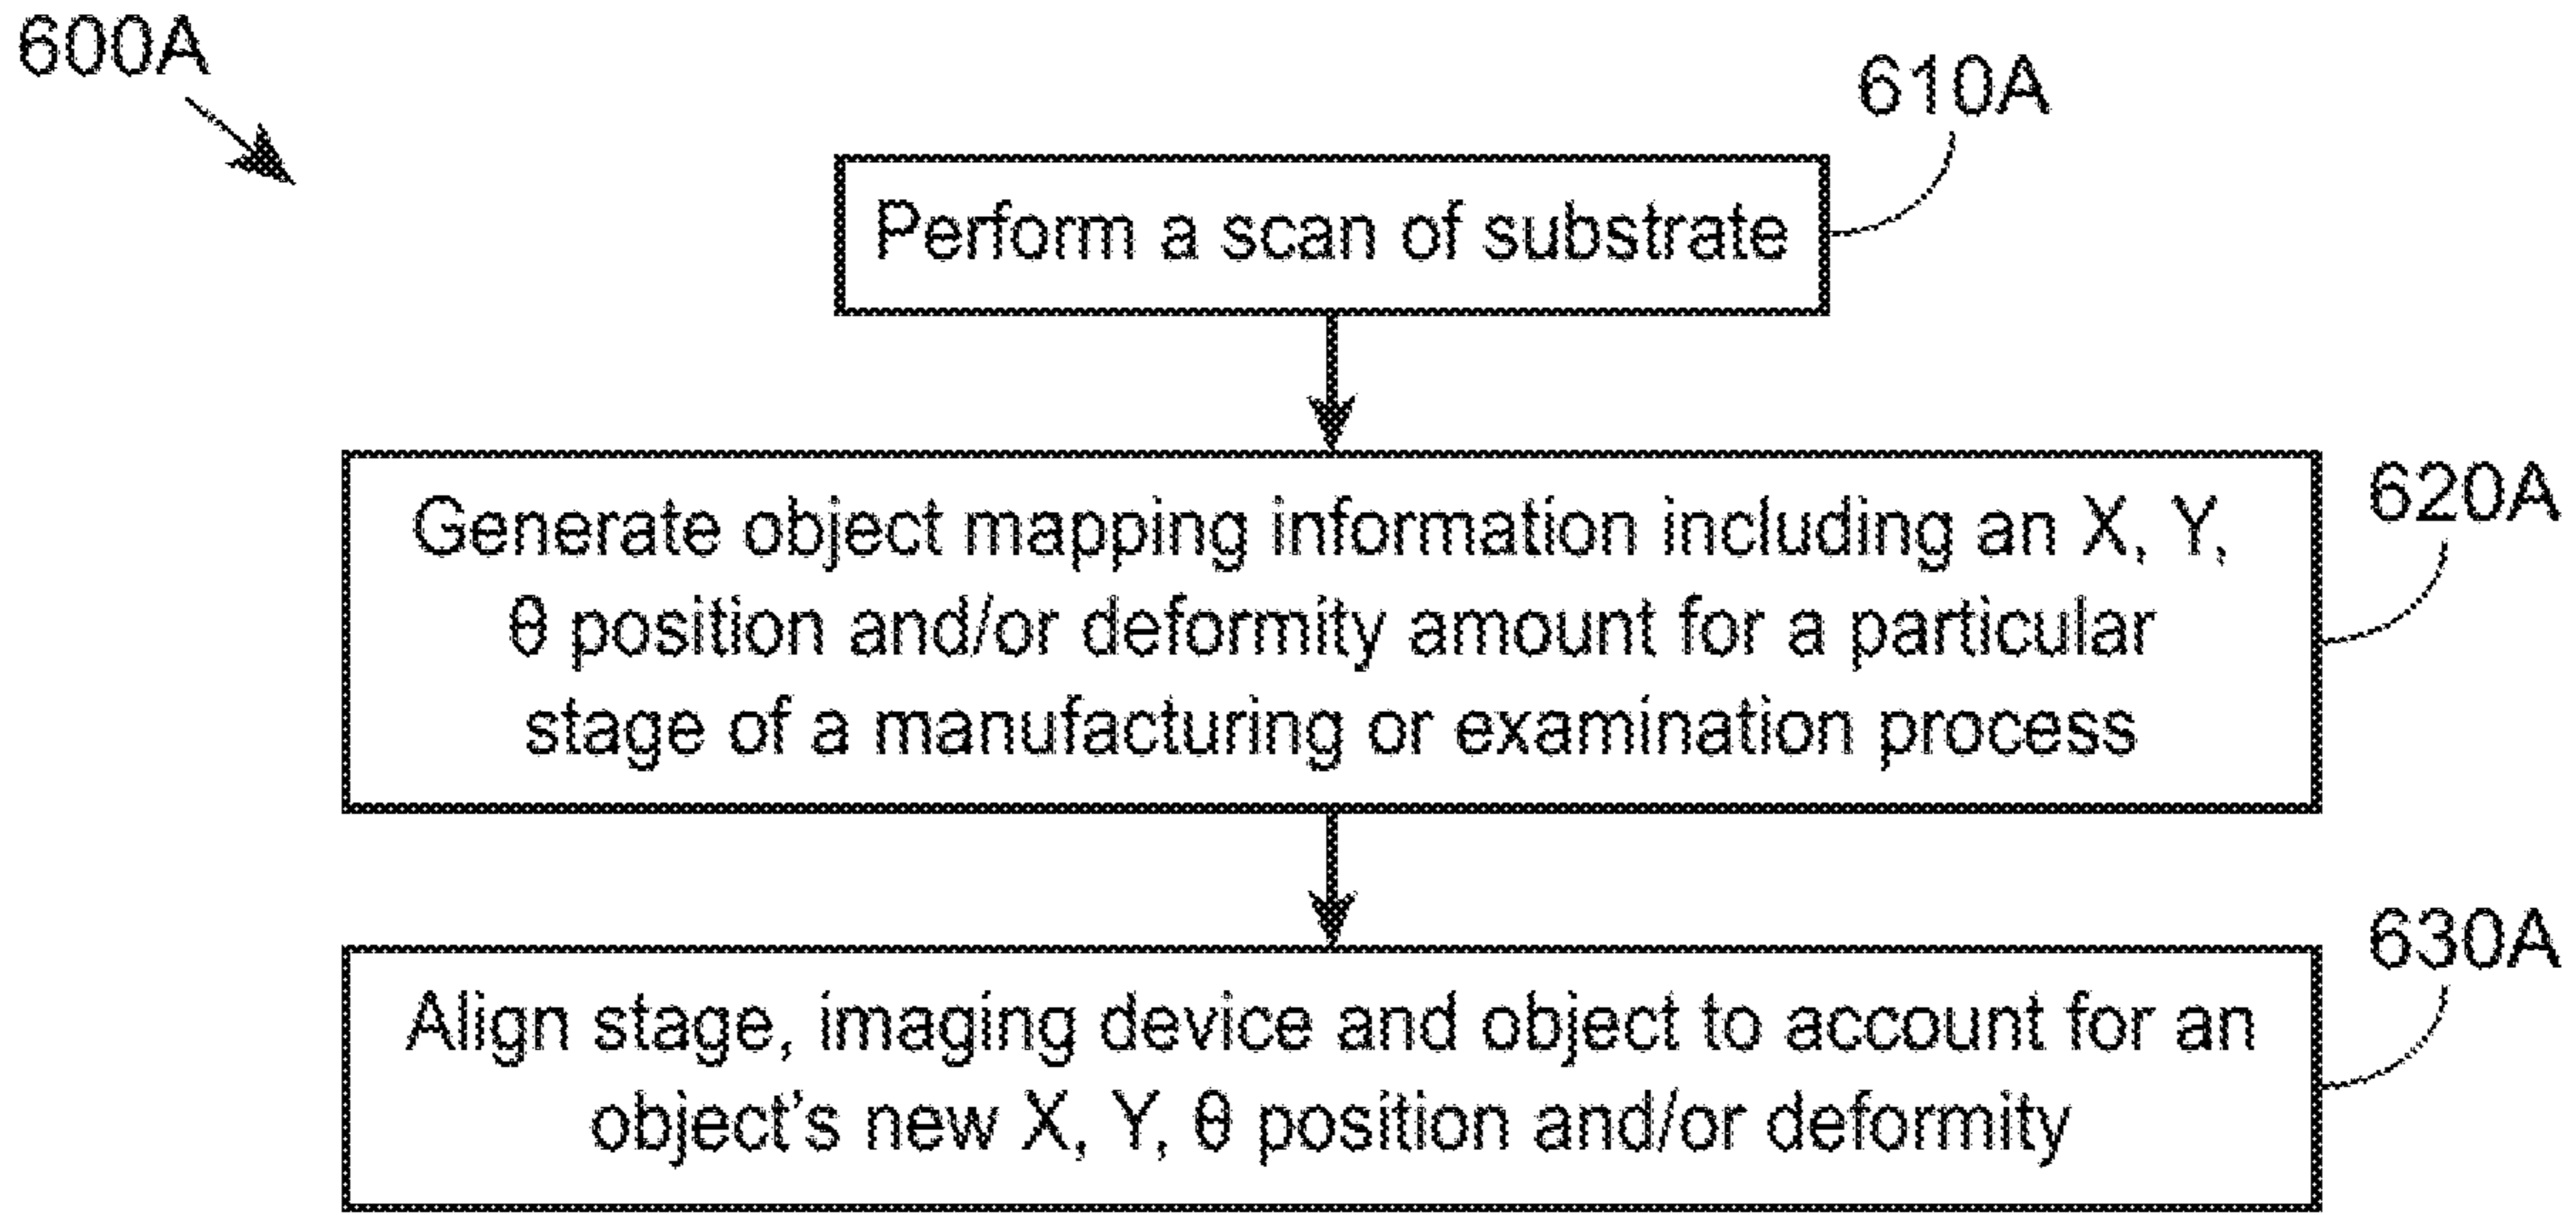 600A
610A
Perform a scan of substrate
620A
Generate object mapping information including an X, Y,
θ position and/or deformity amount for a particular
stage of a manufacturing or examination process
630A
Align stage, imaging device and object to account for an
object's new X, Y, θ position and/or deformity